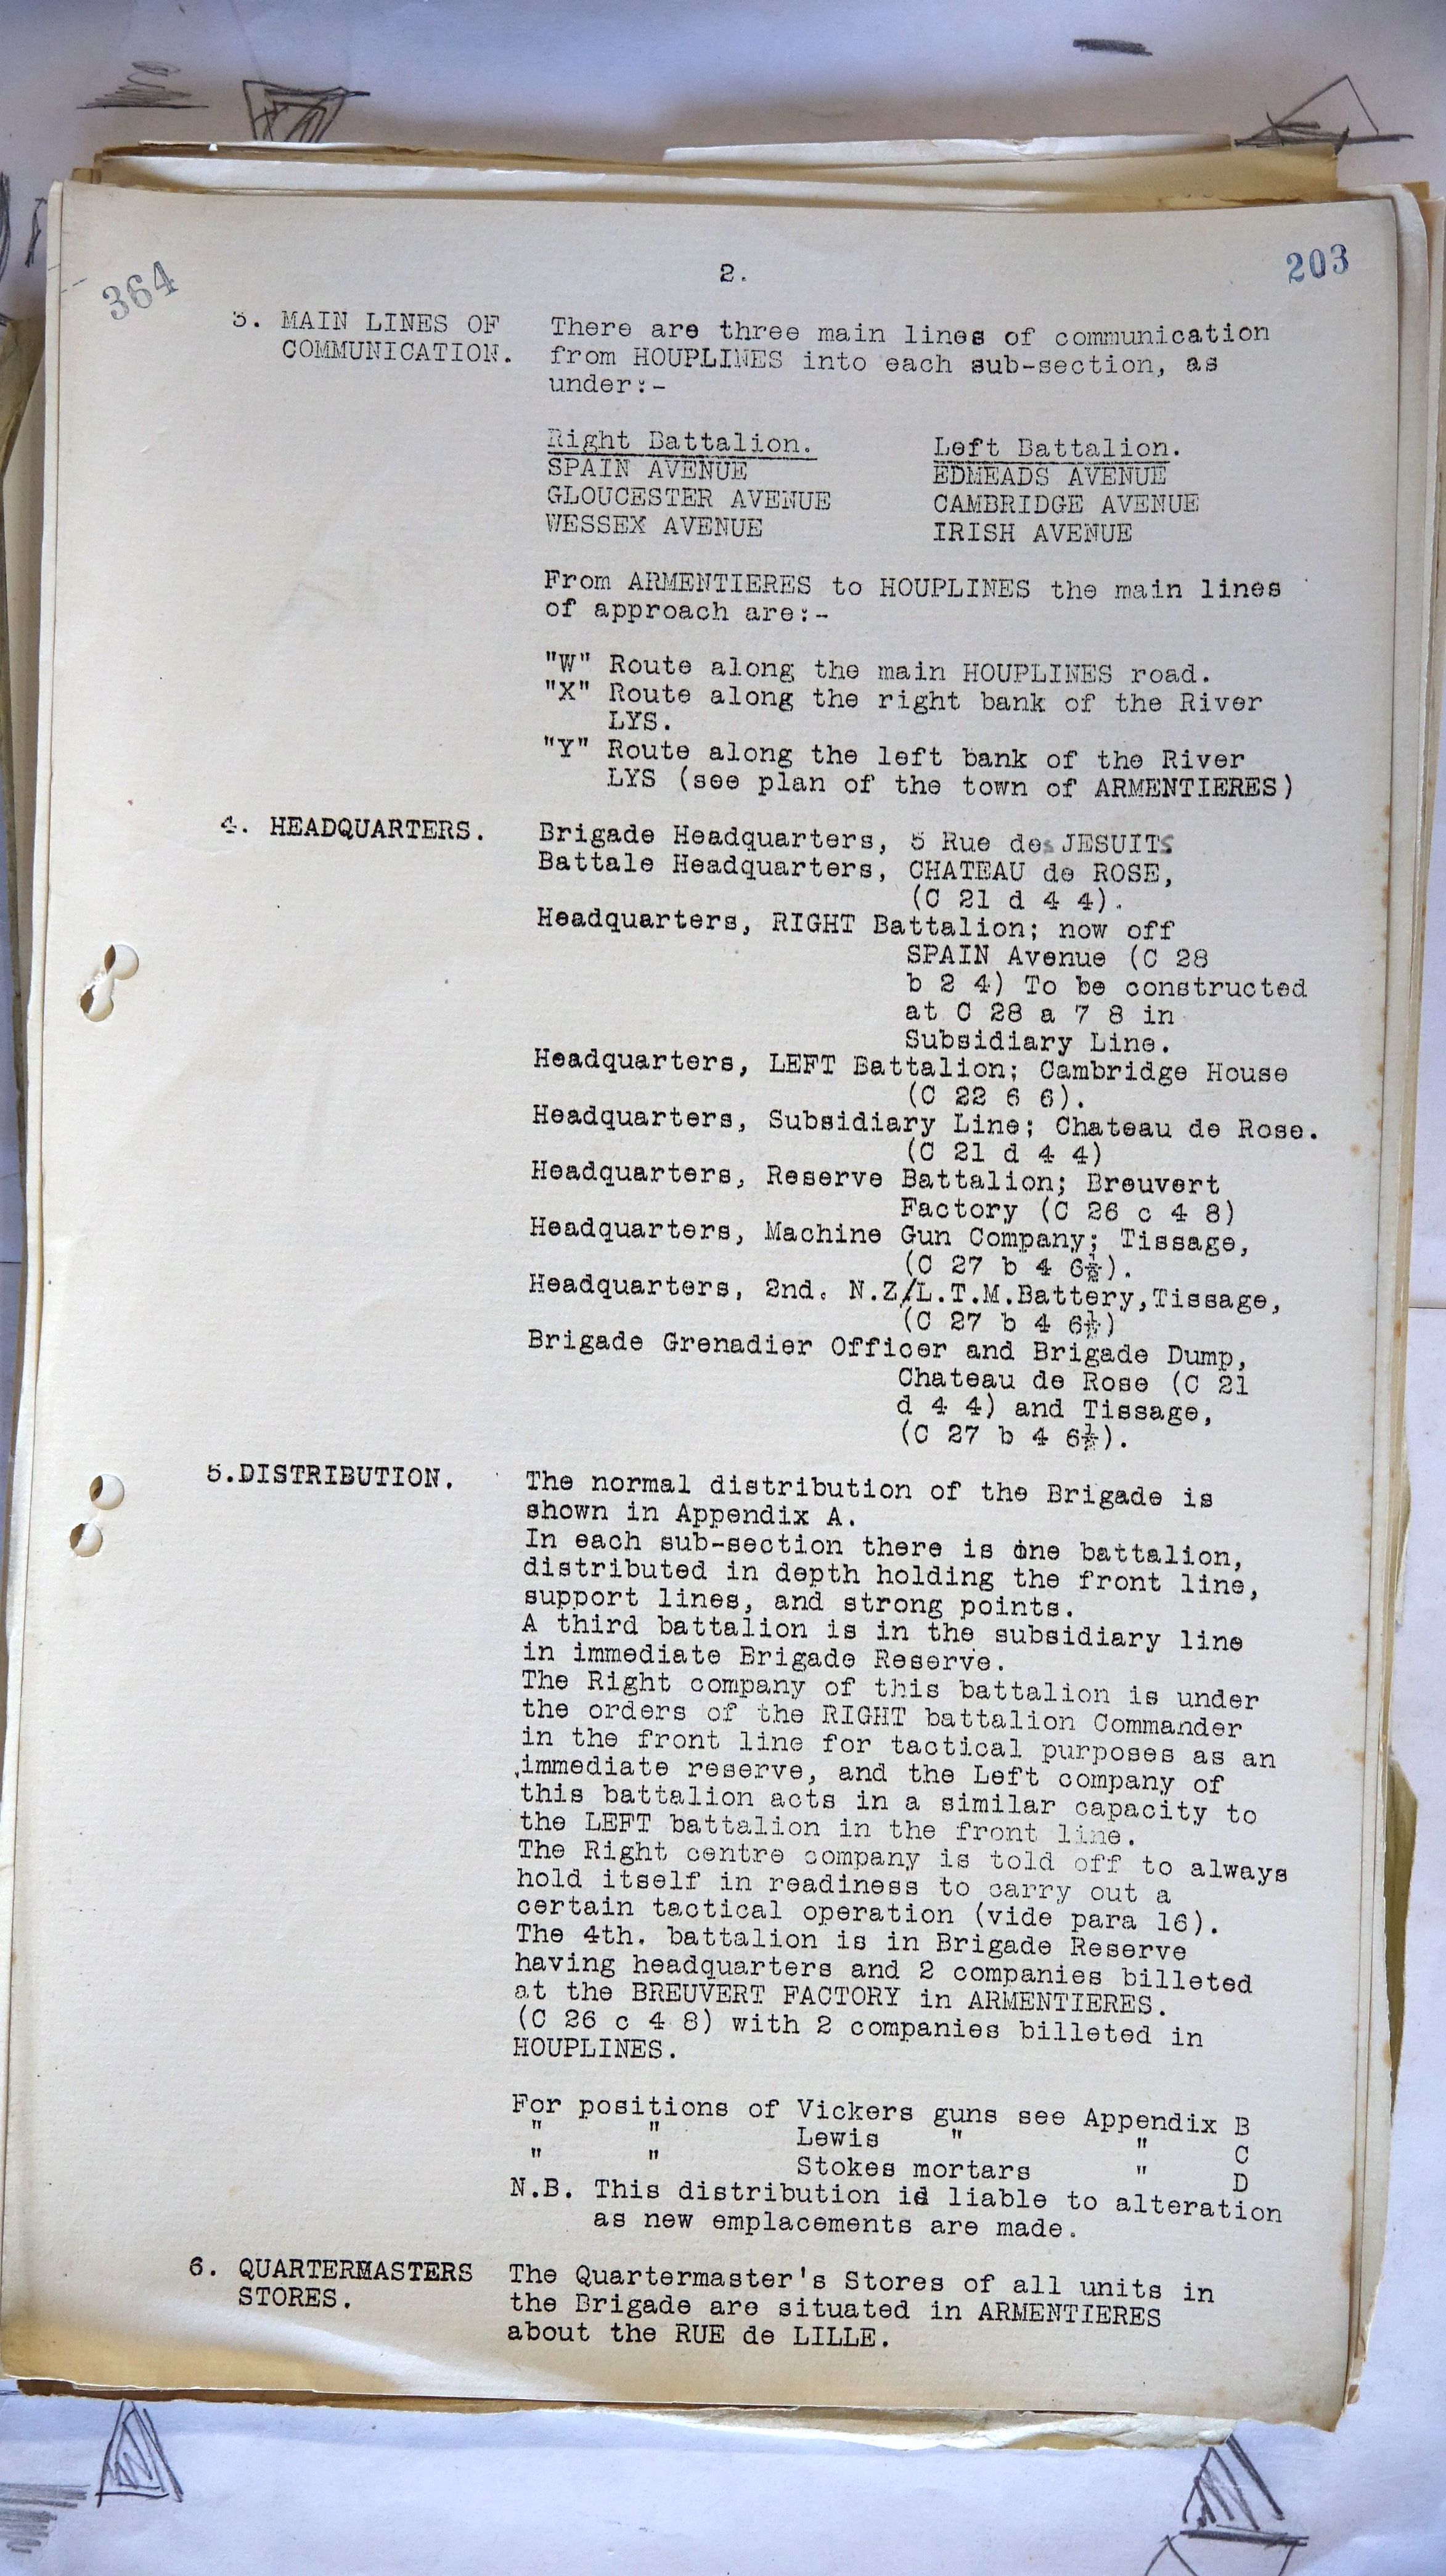 364
2.
203
3. MAIN LINES OF COMMUNICATION.
There are three main lines of communication
from HOUPLINES into each sub-section, as
under:-
Right Battalion. Left Battalion.
SPAIN AVENUE EDMEADS AVENUE
GLOUCESTER AVENUE CAMBRIDGE AVENUE
WESSEX AVENUE IRISH AVENUE
From ARMENTIERES to HOUPLINES the main lines
of approach are:-
"W" Route along the main HOUPLINES road.
"X" Route along the right bank of the River
LYS.
"Y" Route along the left bank of the River
LYS (see plan of the town of ARMENTIERES)
4. HEADQUARTERS.
Brigade Headquarters, 5 Rue des JESUITS
Battale Headquarters, CHATEAU de ROSE,
(C 21 d 4 4).
Headquarters, RIGHT Battalion; now off
SPAIN Avenue (C 28
b 2 4) To be constructed
at C 28 a 7 8 in
Subsidiary Line.
Headquarters, LEFT Battalion; Cambridge House
(C 22 6 6).
Headquarters, Subsidiary Line; Chateau de Rose.
(C 21 d 4 4)
Headquarters, Reserve Battalion; Breuvert
Factory (C 26 c 4 8)
Headquarters, Machine Gun Company; Tissage,
(C 27 b 4 6½).
Headquarters, 2nd. N.Z/L.T.M.Battery,Tissage,
(C 27 b 4 6½)
Brigade Grenadier Officer and Brigade Dump,
Chateau de Rose (C 21
d 4 4) and Tissage,
(C 27 b 4 6½).
5.DISTRIBUTION.
The normal distribution of the Brigade is
shown in Appendix A.
In each sub-section there is one battalion,
distributed in depth holding the front line,
support lines, and strong points.
A third battalion is in the subsidiary line
in immediate Brigade Reserve.
The Right company of this battalion is under
the orders of the RIGHT battalion Commander
in the front line for tactical purposes as an
immediate reserve, and the Left company of
this battalion acts in a similar capacity to
the LEFT battalion in the front line.
The Right centre company is told off to always
hold itself in readiness to carry out a
certain tactical operation (vide para 16).
The 4th. battalion is in Brigade Reserve
having headquarters and 2 companies billeted
at the BREUVERT FACTORY in ARMENTIERES.
(C 26 c 4 8) with 2 companies billeted in
HOUPLINES.
For positions of Vickers guns see Appendix B
" " Lewis " " C
" " Stokes mortars " D
N.B. This distribution is liable to alteration
as new emplacements are made.
6. QUARTERMASTERS STORES.
The Quartermaster's Stores of all units in
the Brigade are situated in ARMENTIERES
about the RUE de LILLE.